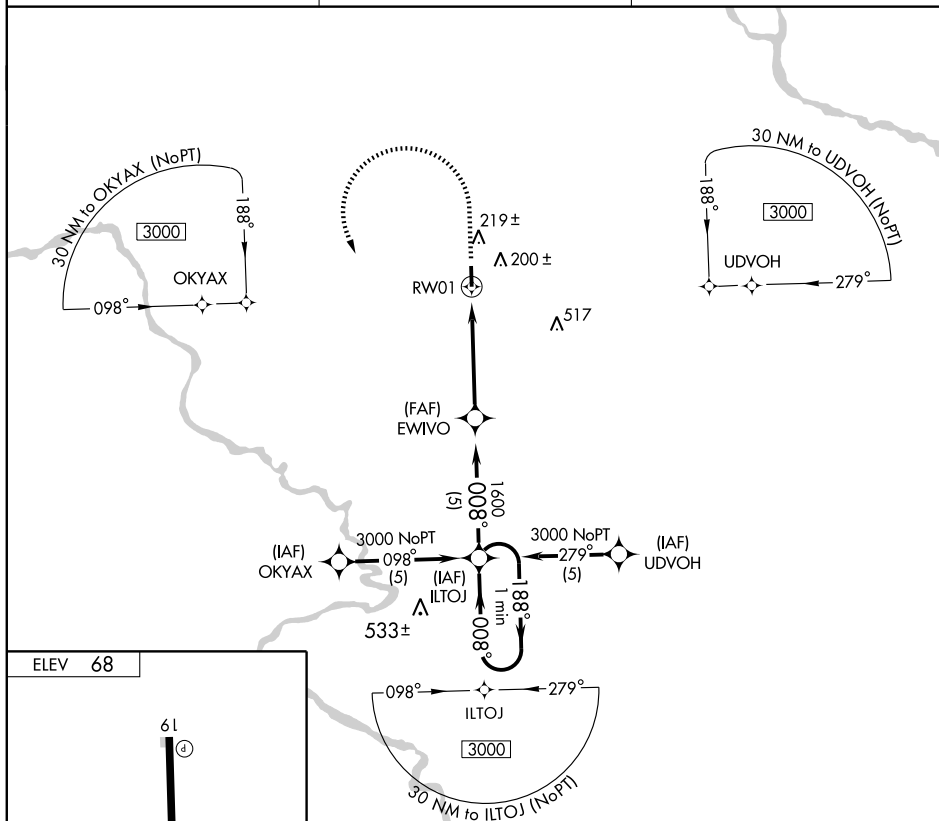 30 NM to OKYAX (NoPT)
188°
3000
OKYAX
098°
30 NM to UDVOH (NoPT)
188°
3000
UDVOH
279°
219±
200±
RW01
517
(FAF)
EWIVO
1600
008°
(5)
(IAF)
OKYAX
3000 NoPT
098°
(5)
(IAF)
ILTOJ
3000 NoPT
279°
(5)
(IAF)
UDVOH
188°
1 min
008°
533±
098°
279°
ILTOJ
3000
30 NM to ILTOJ (NoPT)
ELEV 68
19
P